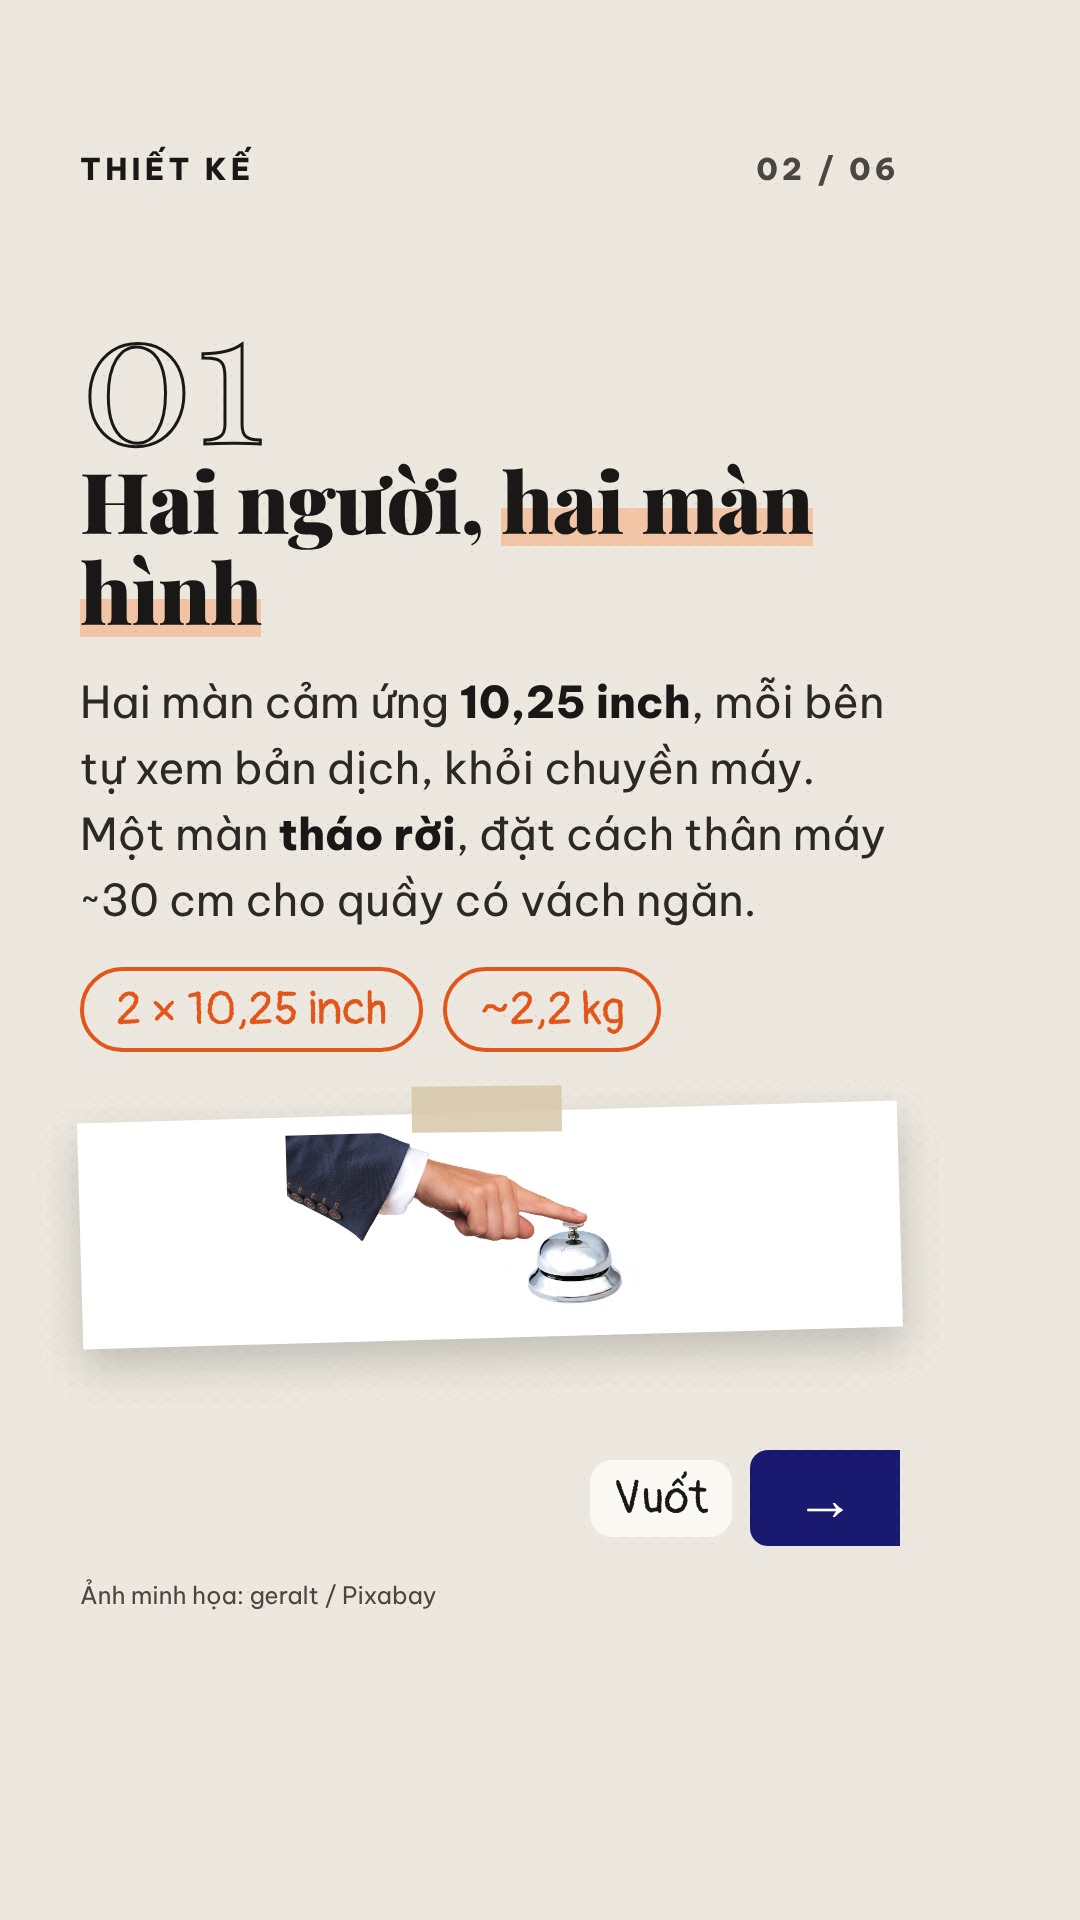 THIẾT KẾ
02 / 06
01
Hai người, hai màn
hình
Hai màn cảm ứng 10,25 inch, mỗi bên
tự xem bản dịch, khỏi chuyền máy.
Một màn tháo rời, đặt cách thân máy
~30 cm cho quầy có vách ngăn.
2 × 10,25 inch
~2,2 kg
Vuốt →
Ảnh minh họa: geralt / Pixabay